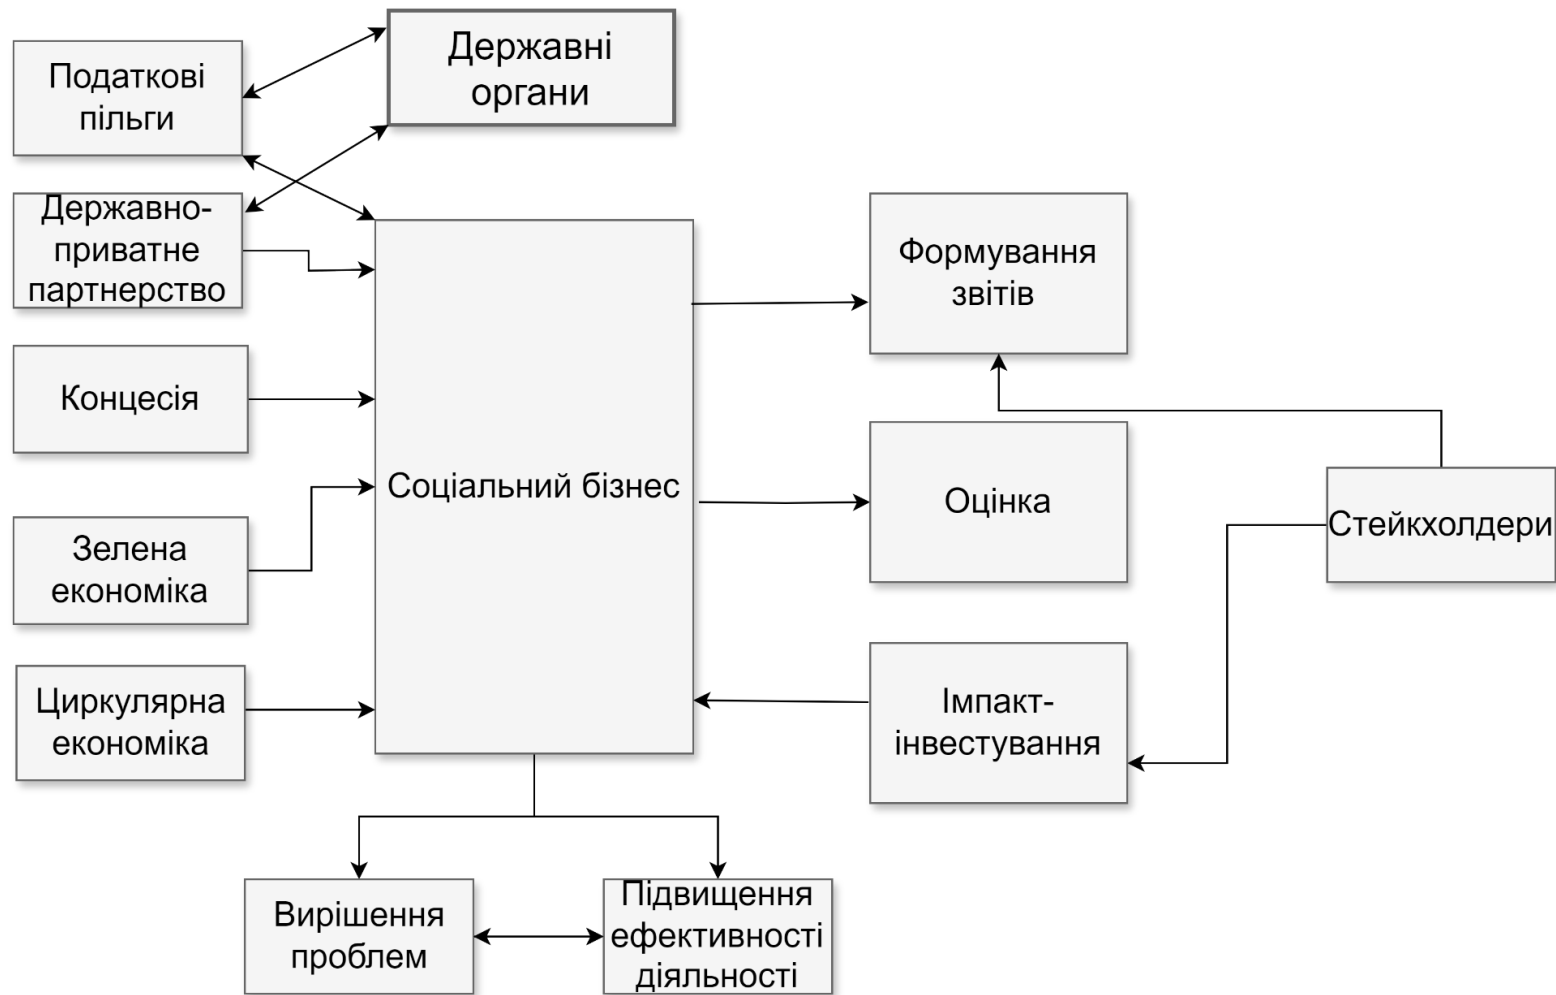 Державні
органи
Податкові
пільги
Державно-
приватне
партнерство
Концесія
Зелена
економіка
Циркулярна
економіка
Соціальний бізнес
Формування
звітів
Оцінка
Імпакт-
інвестування
Стейкхолдери
Вирішення
проблем
Підвищення
ефективності
діяльності